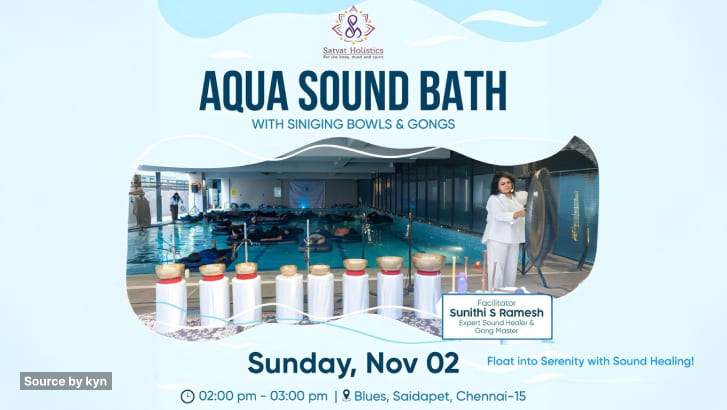 Satvat Holistics
for the body, mind and spirit
AQUA SOUND BATH
WITH SINIGING BOWLS & GONGS
Facilitator
Sunithi S Ramesh
Expert Sound Healer &
Gong Master
Sunday, Nov 02
Float into Serenity with Sound Healing!
Source by kyn
02:00 pm - 03:00 pm | Blues, Saidapet, Chennai-15